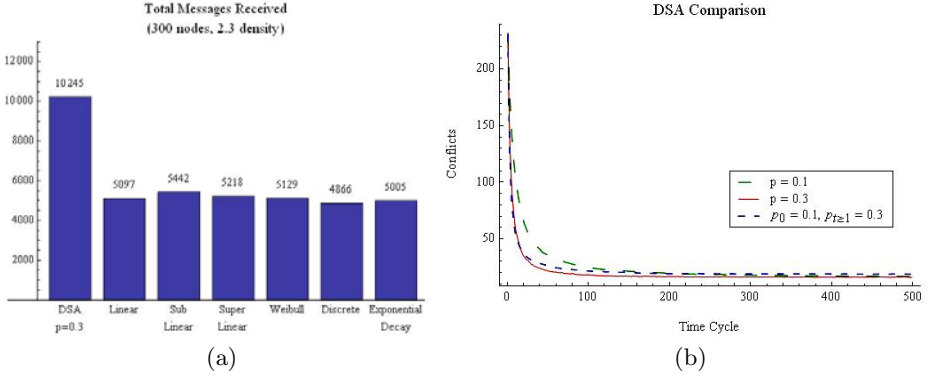 Total Messages Received
(300 nodes, 2.3 density)
12000
10000
8000
6000
4000
2000
10245
5097
5442
5218
5129
4866
5005
DSA
p=0.3
Linear
Sub
Linear
Super
Linear
Weibull
Discrete
Exponential
Decay
(a)
DSA Comparison
Conflicts
200
150
100
50
p = 0.1
p = 0.3
p₀ = 0.1, pₜ≥₁ = 0.3
0
100
200
300
400
500
Time Cycle
(b)